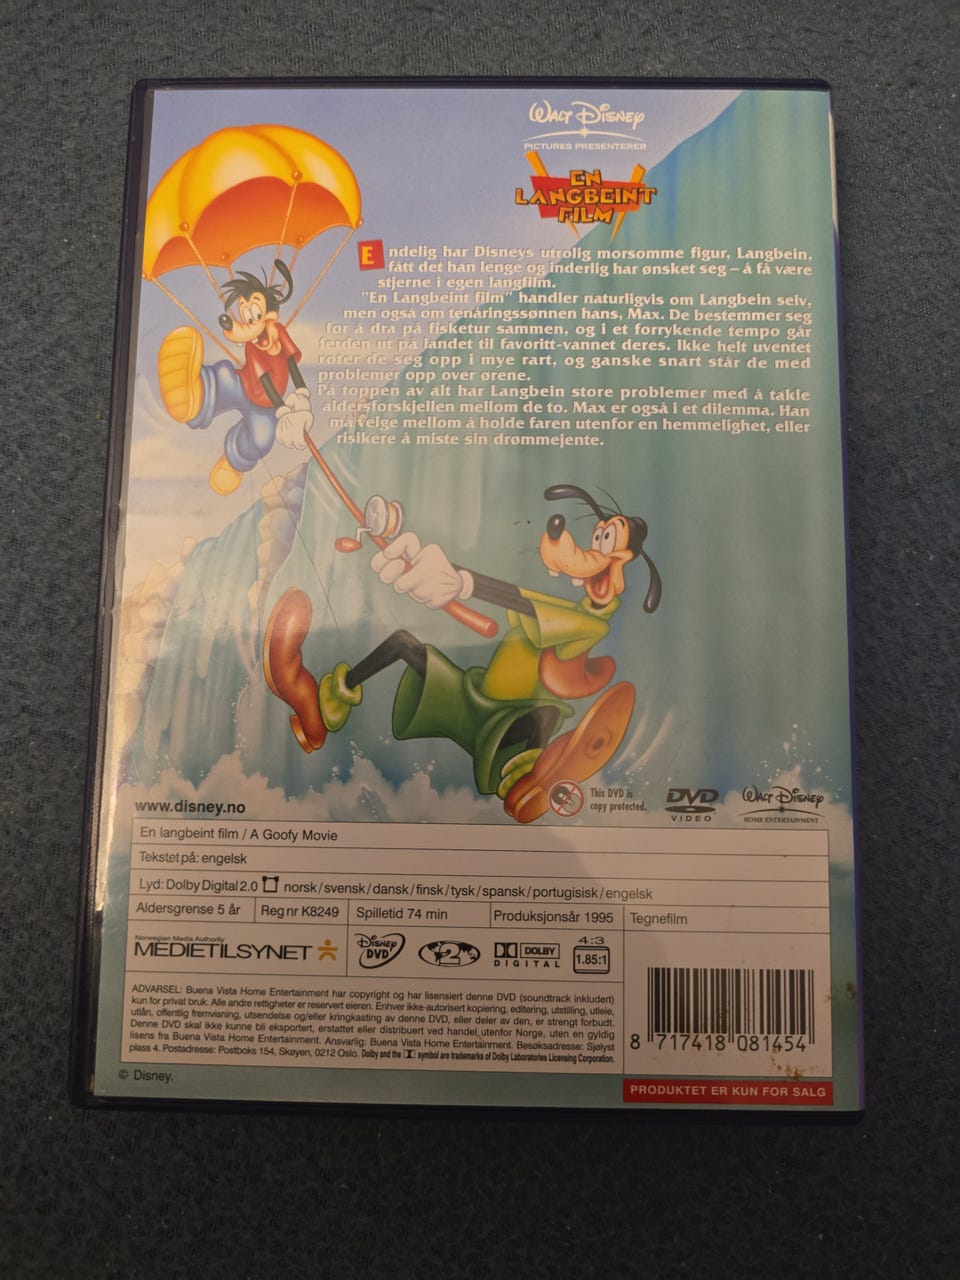 WALT DISNEY
PICTURES PRESENTERER
EN
LANGBEINT
FILM
Endelig har Disneys utrolig morsomme figur, Langbein,
fått det han lenge og inderlig har ønsket seg – å få være
stjerne i egen langfilm.
"En Langbeint film" handler naturligvis om Langbein selv,
men også om tenåringssønnen hans, Max. De bestemmer seg
for å dra på fisketur sammen, og i et forrykende tempo går
ferden ut på landet til favoritt-vannet deres. Ikke helt uventet
roter de seg opp i mye rart, og ganske snart står de med
problemer opp over ørene.
På toppen av alt har Langbein store problemer med å takle
aldersforskjellen mellom de to. Max er også i et dilemma. Han
må velge mellom å holde faren utenfor en hemmelighet, eller
risikere å miste sin drømmejente.
www.disney.no
This DVD is
copy protected.
DVD
VIDEO
WALT DISNEY
HOME ENTERTAINMENT
En langbeint film / A Goofy Movie
Tekstet på: engelsk
Lyd: Dolby Digital 2.0 norsk/svensk/dansk/finsk/tysk/spansk/portugisisk/engelsk
Aldersgrense 5 år Reg nr K8249 Spilletid 74 min Produksjonsår 1995 Tegnefilm
Norwegian Media Authority
MEDIETILSYNET
DISNEY
DVD
2
DOLBY
DIGITAL
4:3
1.85:1
ADVARSEL: Buena Vista Home Entertainment har copyright og har lisensiert denne DVD (soundtrack inkludert)
kun for privat bruk. Alle andre rettigheter er reservert eieren. Enhver ikke-autorisert kopiering, editering, utstilling, utleie,
utlån, offentlig fremvisning, utsendelse og/eller kringkasting av denne DVD, eller deler av den, er strengt forbudt.
Denne DVD skal ikke kunne bli eksportert, erstattet eller distribuert ved handel utenfor Norge, uten en gyldig
lisens fra Buena Vista Home Entertainment. Ansvarlig: Buena Vista Home Entertainment. Besøksadresse: Sjølyst
plass 4. Postadresse: Postboks 154, Skøyen, 0212 Oslo. Dolby and the symbol are trademarks of Dolby Laboratories Licensing Corporation.
8 717418 081454
© Disney.
PRODUKTET ER KUN FOR SALG